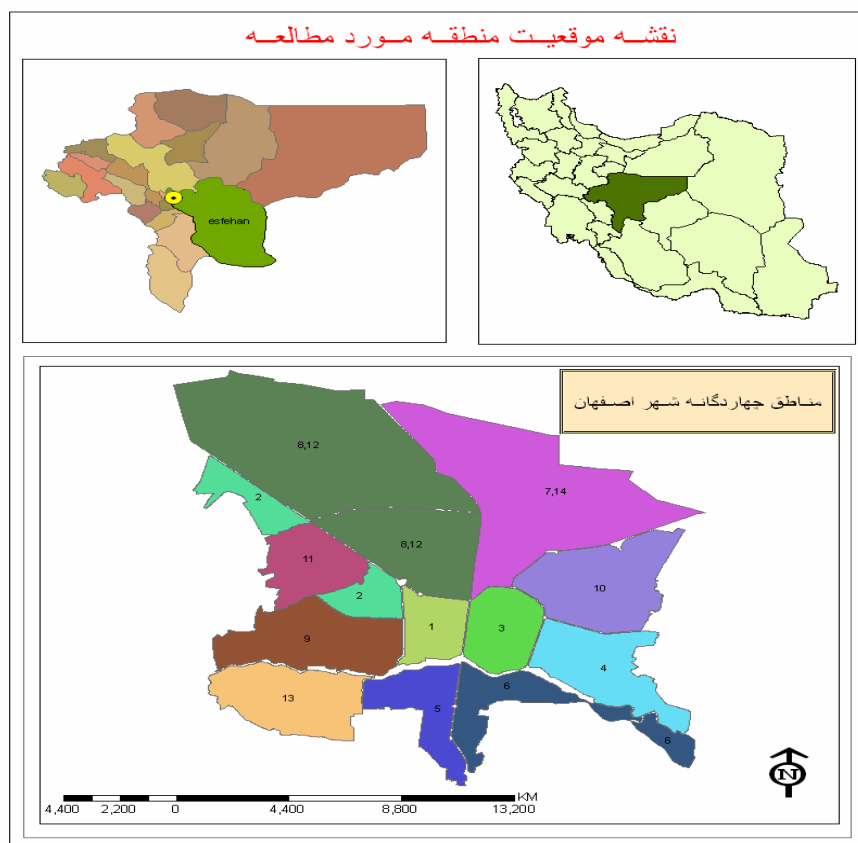 نقشه موقعیت منطقه مورد مطالعه
esfehan
مناطق چهاردگانه شهر اصفهان
8,12
7,14
2
8,12
11
10
2
1
3
9
4
13
6
5
6
N
KM
4,400 2,200 0 4,400 8,800 13,200